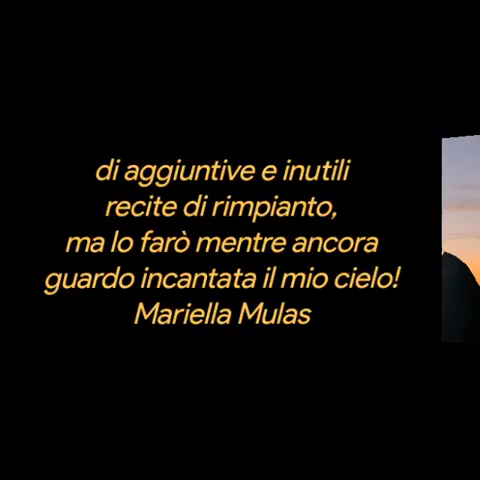 di aggiuntive e inutili
recite di rimpianto,
ma lo farò mentre ancora
guardo incantata il mio cielo!
Mariella Mulas